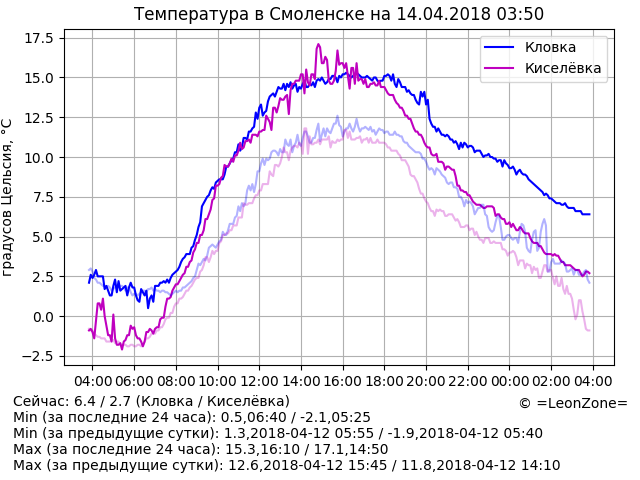 Температура в Смоленске на 14.04.2018 03:50
17.5
15.0
12.5
10.0
7.5
5.0
2.5
0.0
−2.5
градусов Цельсия, °C
Кловка
Киселёвка
04:00 06:00 08:00 10:00 12:00 14:00 16:00 18:00 20:00 22:00 00:00 02:00 04:00
Сейчас: 6.4 / 2.7 (Кловка / Киселёвка)
© =LeonZone=
Min (за последние 24 часа): 0.5,06:40 / -2.1,05:25
Min (за предыдущие сутки): 1.3,2018-04-12 05:55 / -1.9,2018-04-12 05:40
Max (за последние 24 часа): 15.3,16:10 / 17.1,14:50
Max (за предыдущие сутки): 12.6,2018-04-12 15:45 / 11.8,2018-04-12 14:10